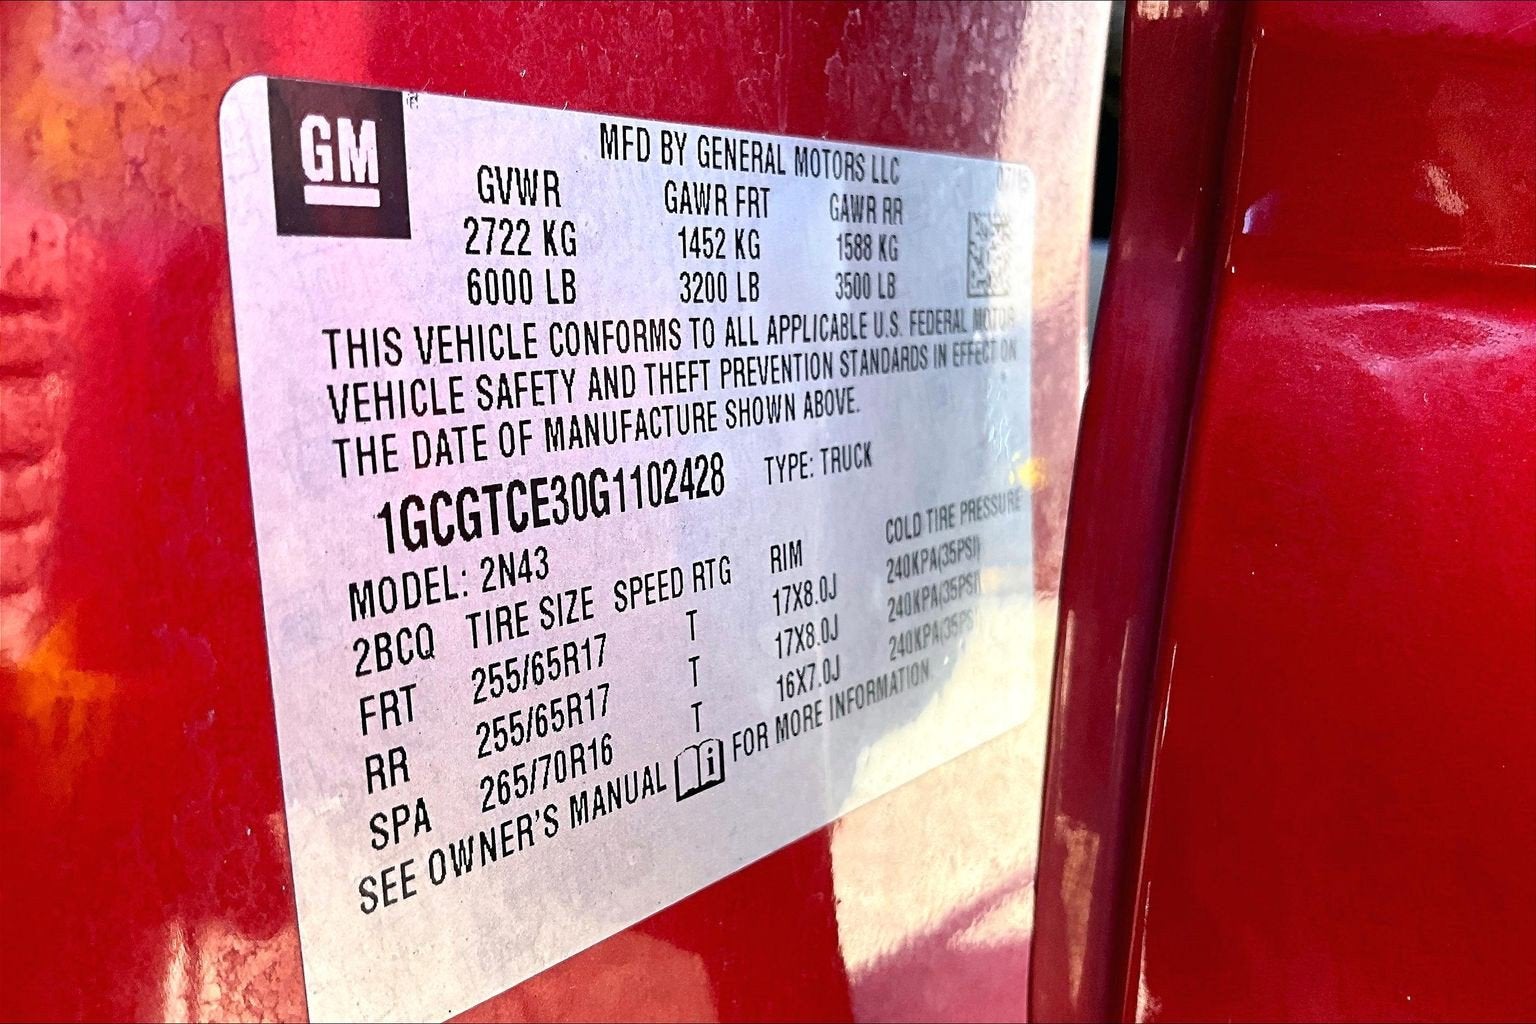 GM
MFD BY GENERAL MOTORS LLC
GVWR GAWR FRT GAWR RR
2722 KG 1452 KG 1588 KG
6000 LB 3200 LB 3500 LB
THIS VEHICLE CONFORMS TO ALL APPLICABLE U.S. FEDERAL MOTOR
VEHICLE SAFETY AND THEFT PREVENTION STANDARDS IN EFFECT ON
THE DATE OF MANUFACTURE SHOWN ABOVE.
1GCGTCE30G1102428 TYPE: TRUCK
MODEL: 2N43
2BCQ TIRE SIZE SPEED RTG RIM COLD TIRE PRESSURE
FRT 255/65R17 T 17X8.0J 240KPA(35PSI)
RR 255/65R17 T 17X8.0J 240KPA(35PSI)
SPA 265/70R16 T 16X7.0J 240KPA(35PSI)
SEE OWNER'S MANUAL FOR MORE INFORMATION